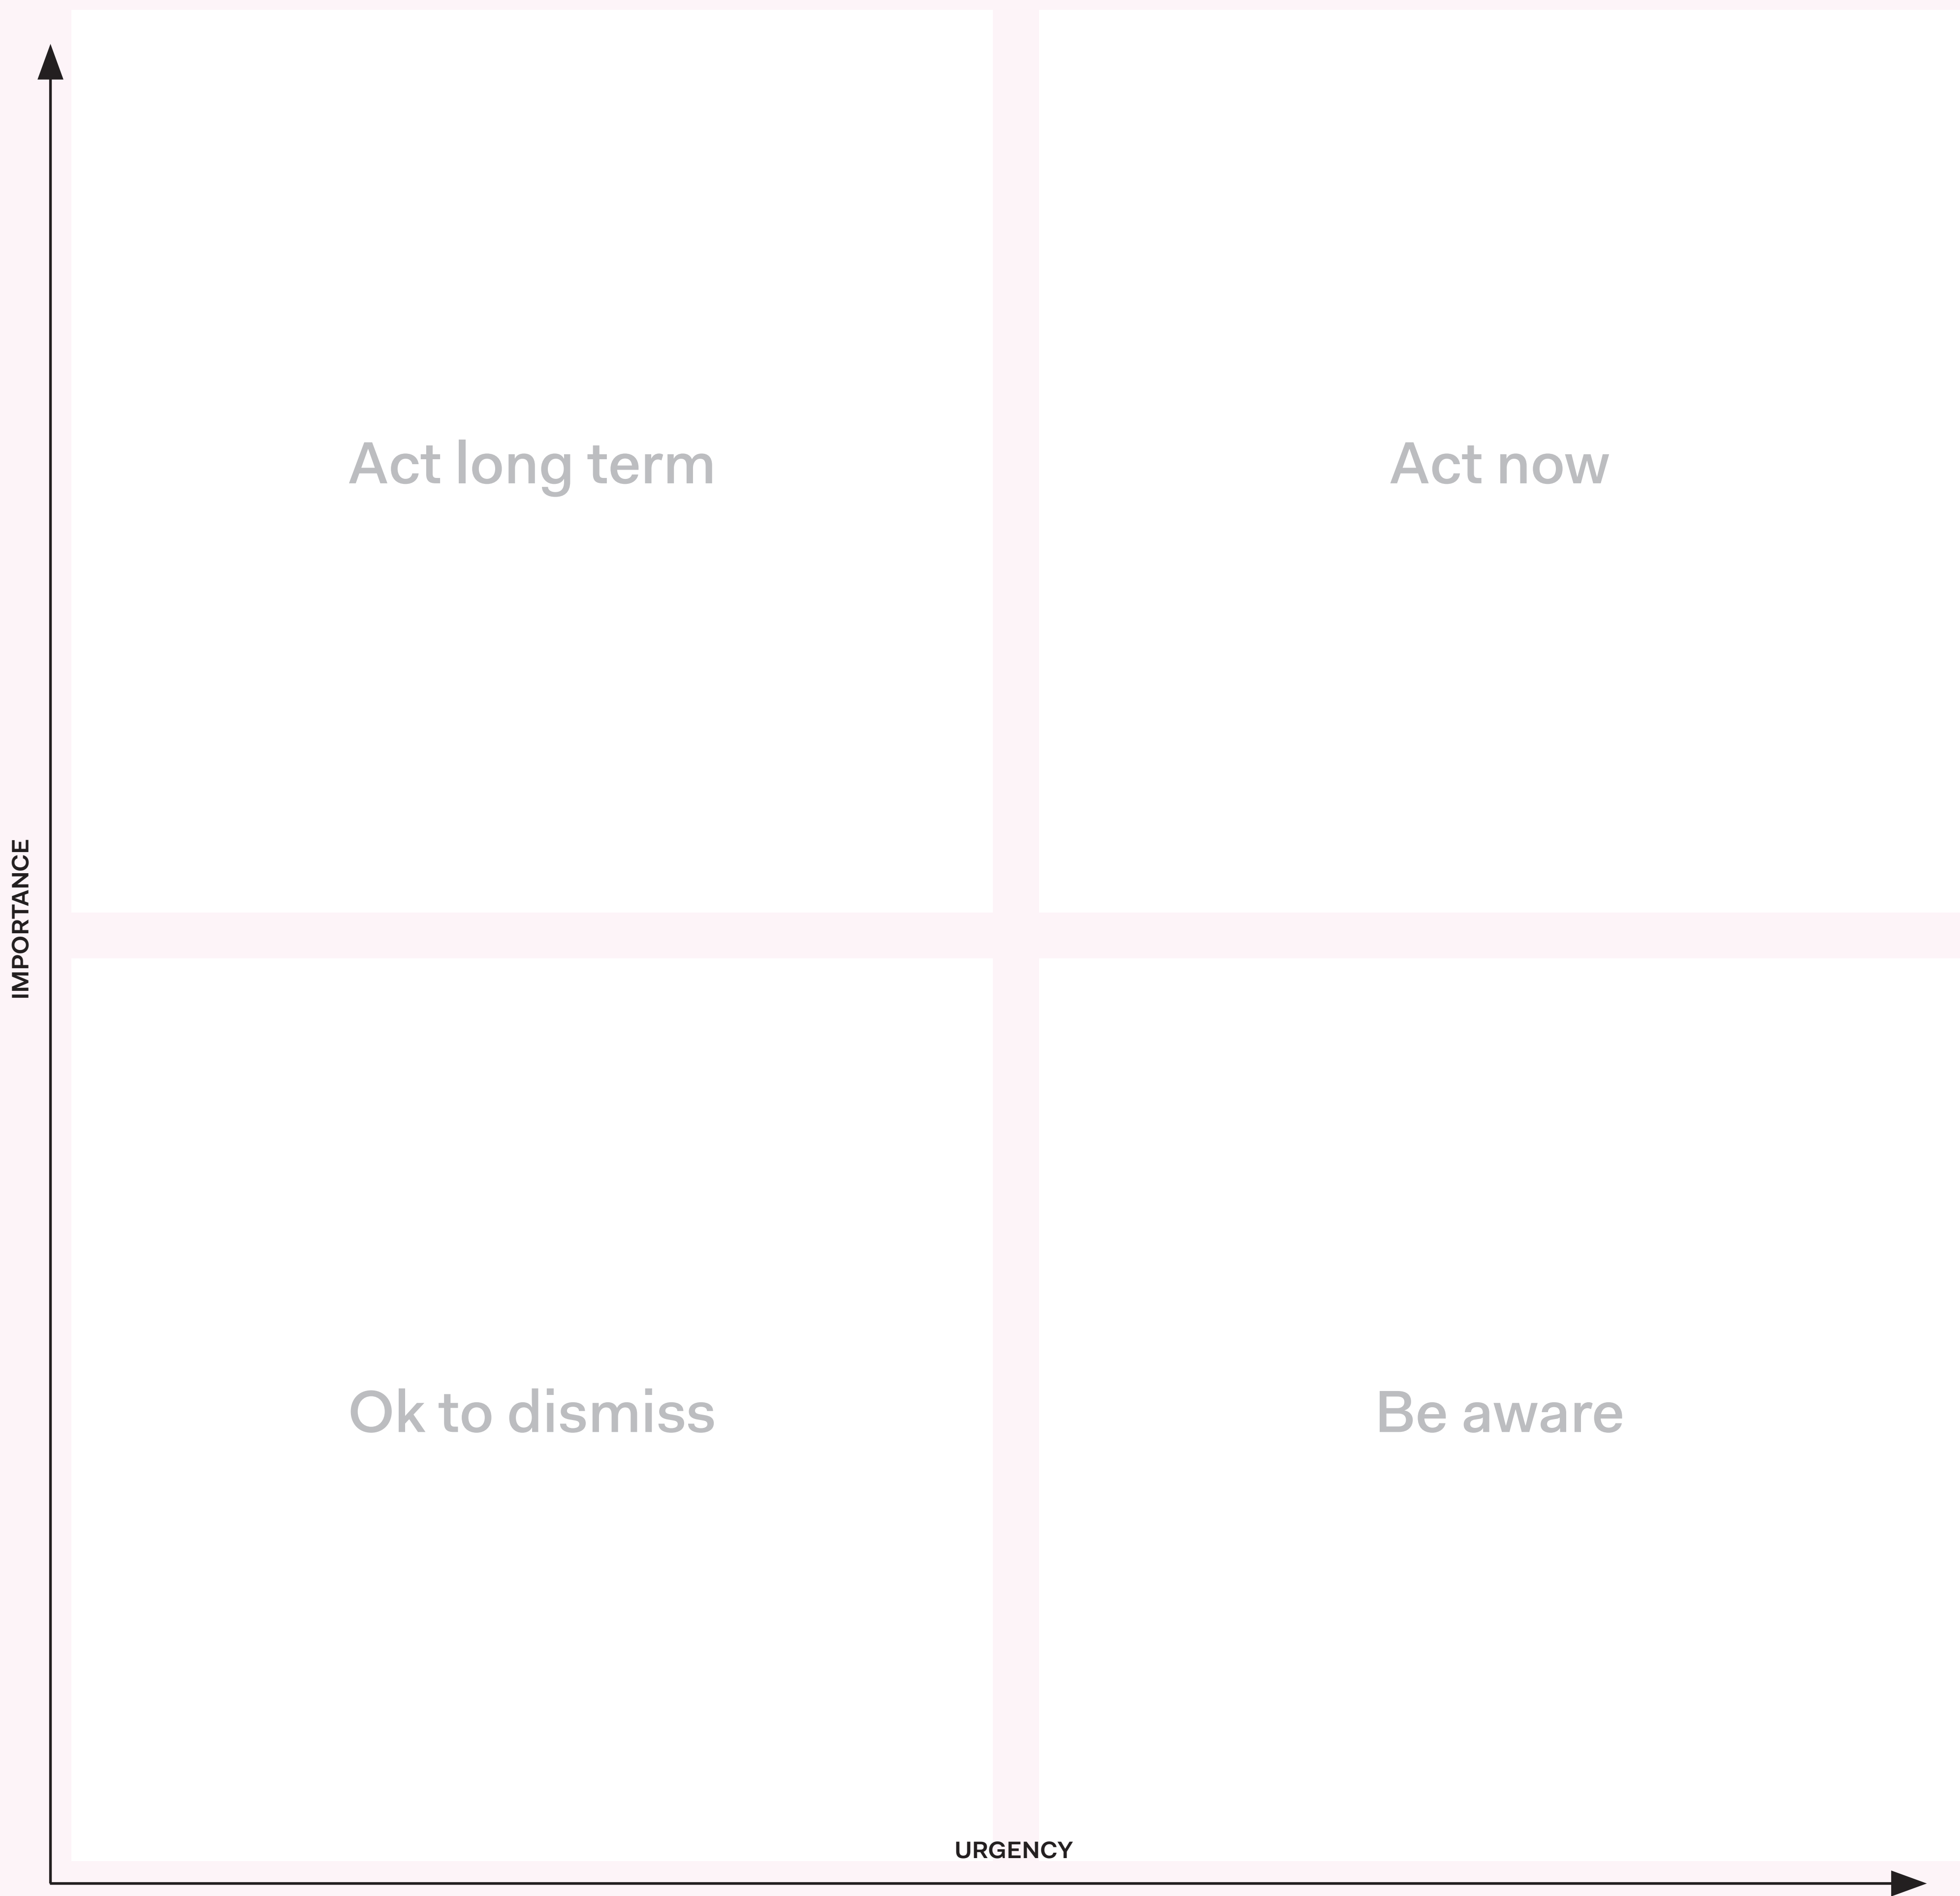 Act long term
Act now
IMPORTANCE
Ok to dismiss
Be aware
URGENCY